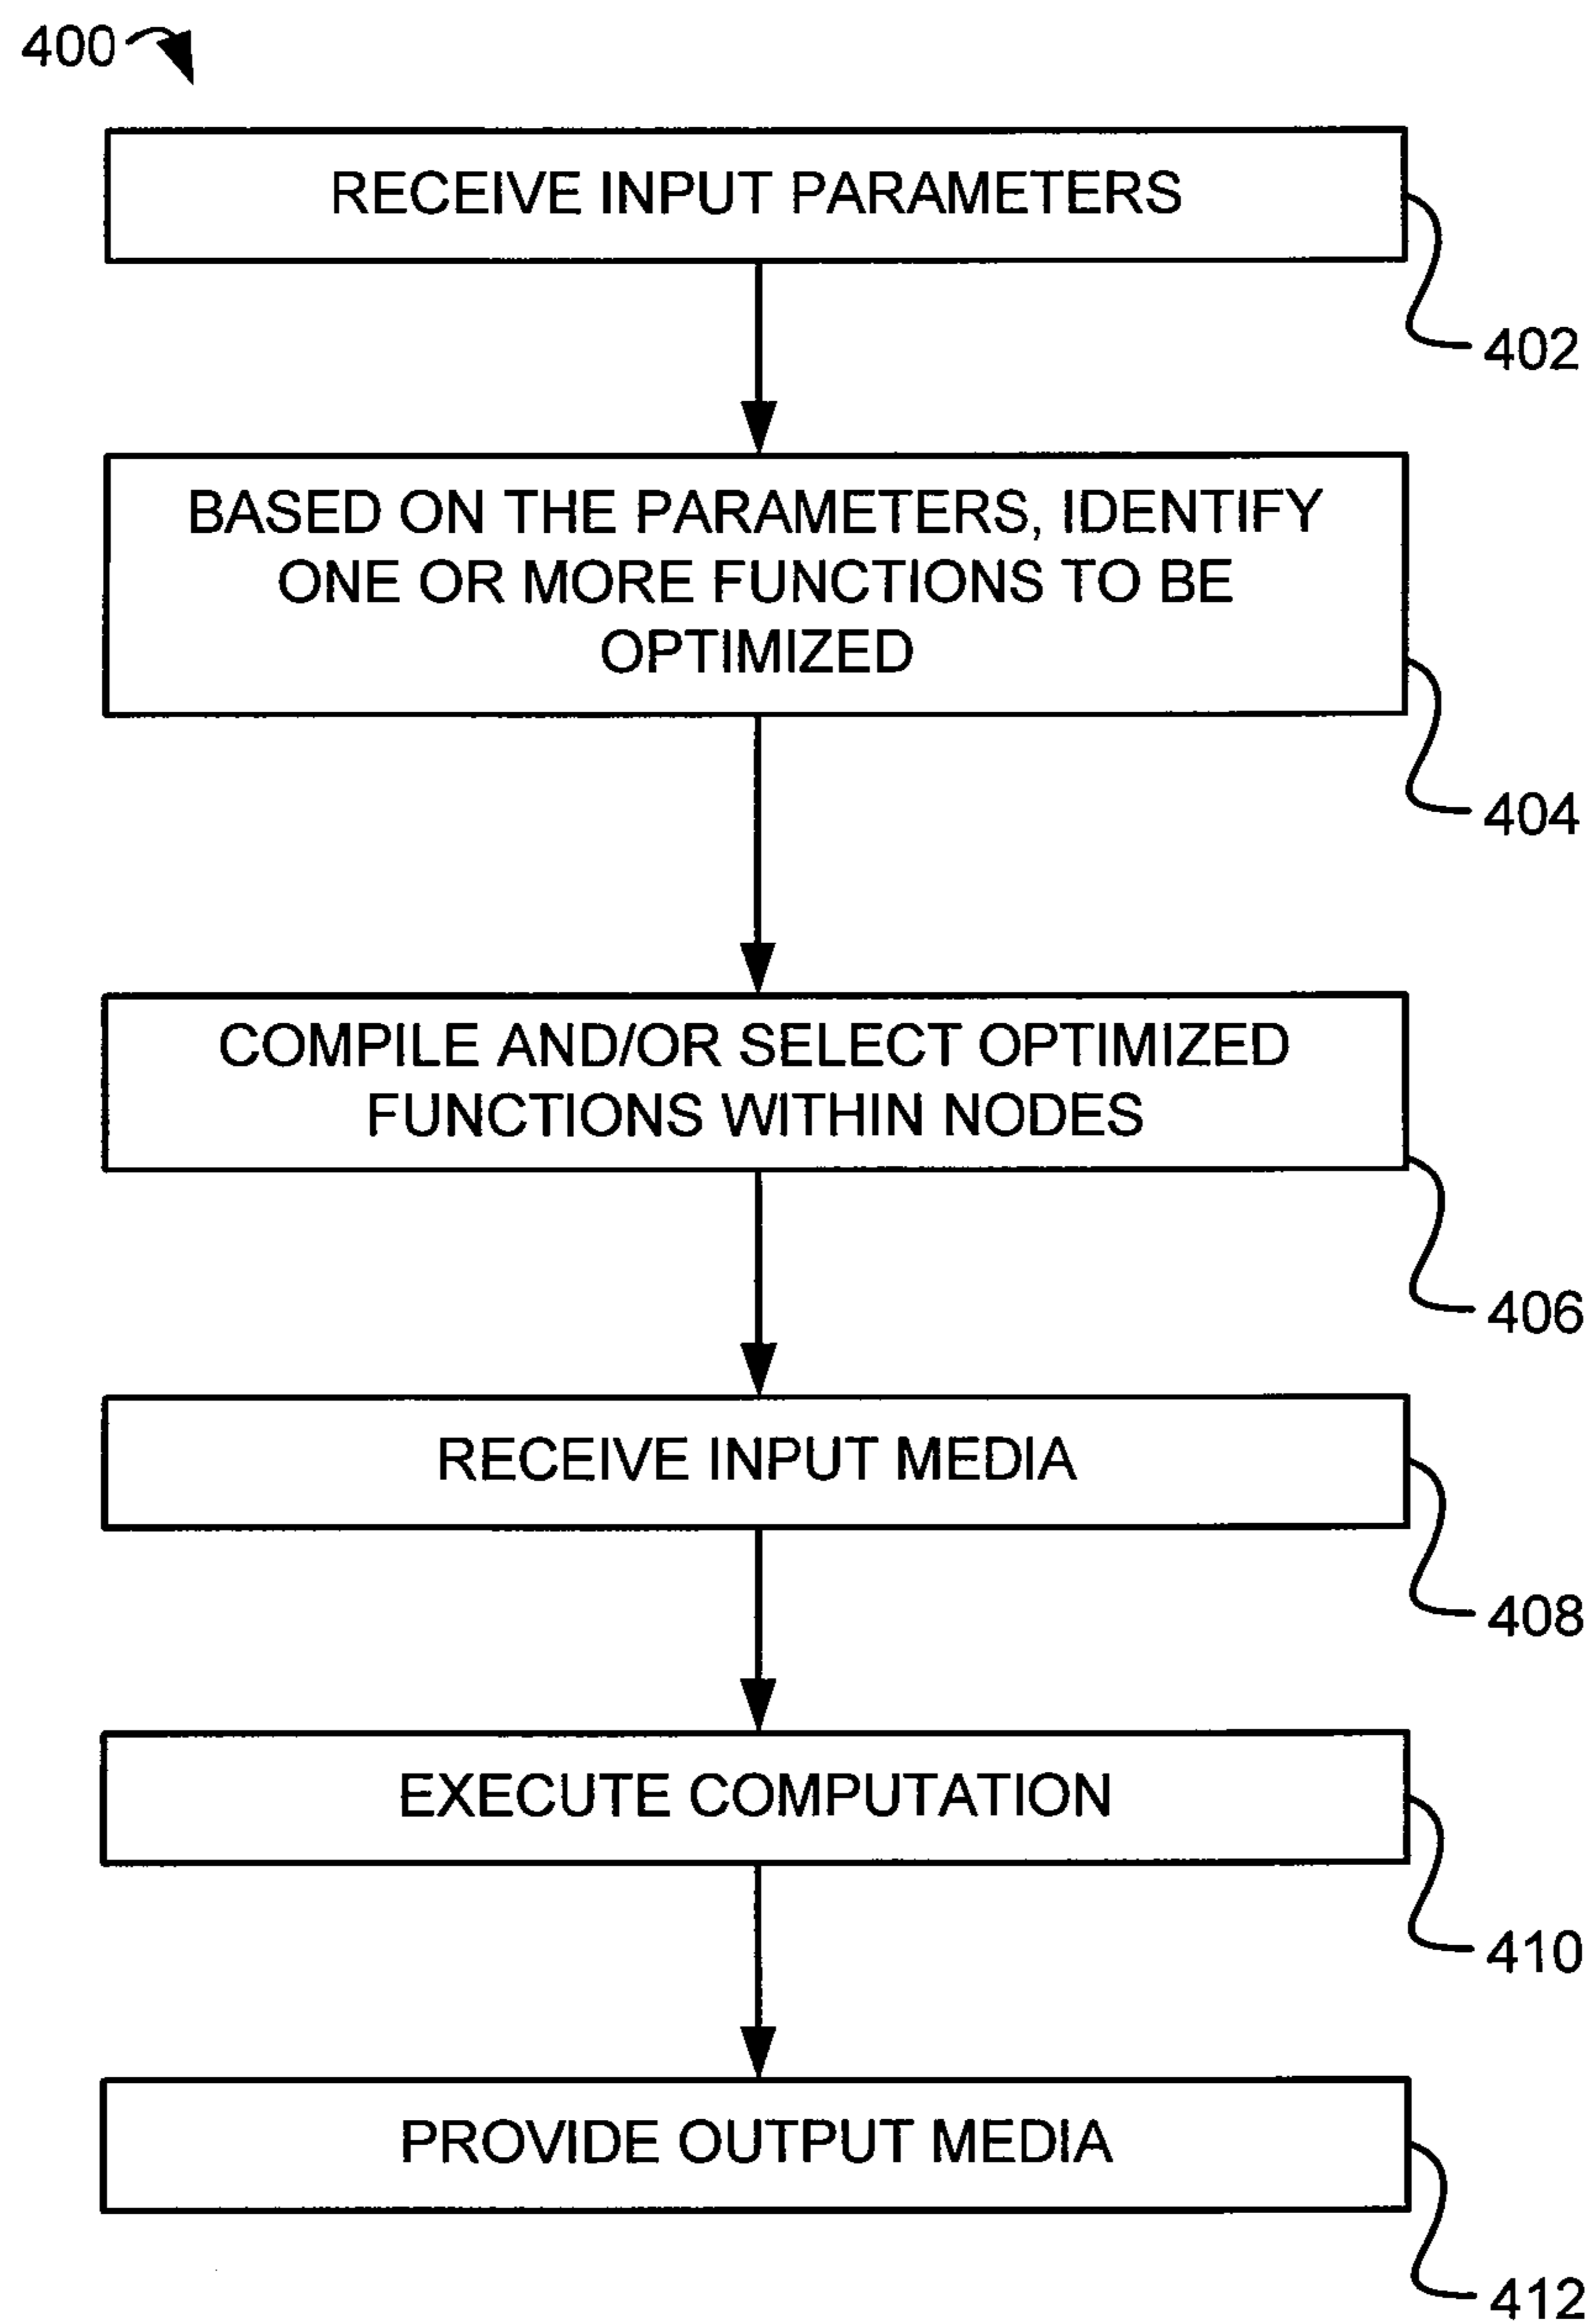 400
RECEIVE INPUT PARAMETERS
402
BASED ON THE PARAMETERS, IDENTIFY
ONE OR MORE FUNCTIONS TO BE
OPTIMIZED
404
COMPILE AND/OR SELECT OPTIMIZED
FUNCTIONS WITHIN NODES
406
RECEIVE INPUT MEDIA
408
EXECUTE COMPUTATION
410
PROVIDE OUTPUT MEDIA
412